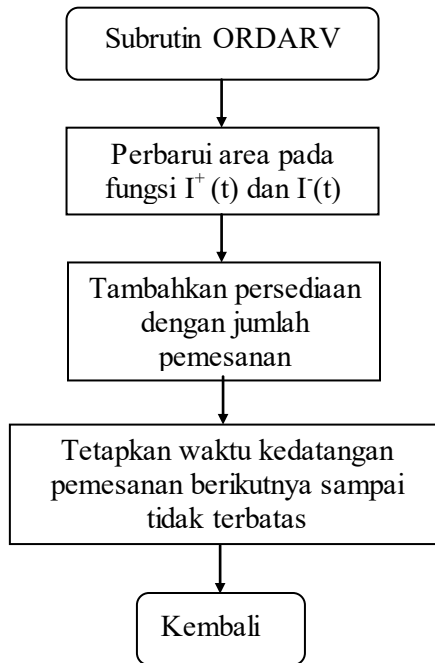 Subrutin ORDARV
Perbarui area pada
fungsi I⁺ (t) dan I⁻(t)
Tambahkan persediaan
dengan jumlah
pemesanan
Tetapkan waktu kedatangan
pemesanan berikutnya sampai
tidak terbatas
Kembali